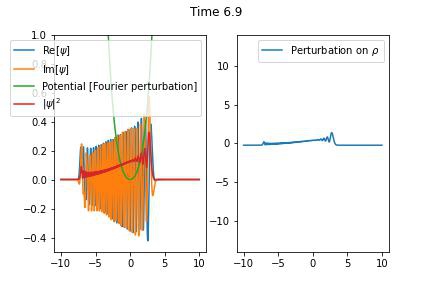 Time 6.9
1.0
0.8
0.6
0.4
0.2
0.0
−0.2
−0.4
Re[ψ]
Im[ψ]
Potential [Fourier perturbation]
|ψ|²
−10 −5 0 5 10
10
5
0
−5
−10
Perturbation on ρ
−10 −5 0 5 10